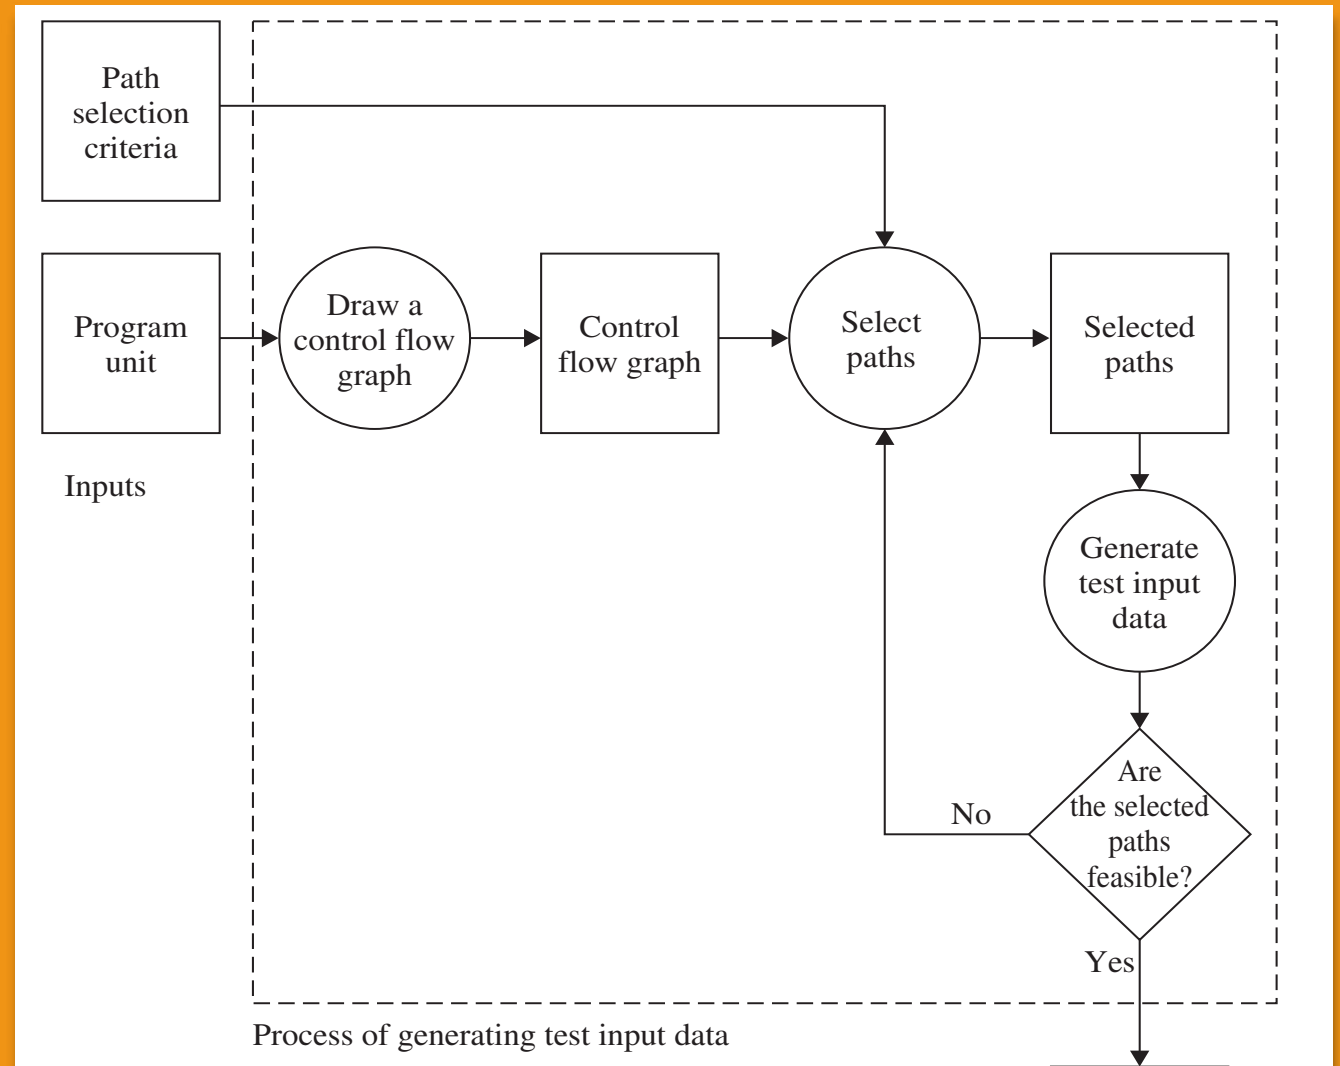 Path
selection
criteria
Program
unit
Draw a
control flow
graph
Control
flow graph
Select
paths
Selected
paths
Inputs
Generate
test input
data
Are
the selected
paths
feasible?
No
Yes
Process of generating test input data